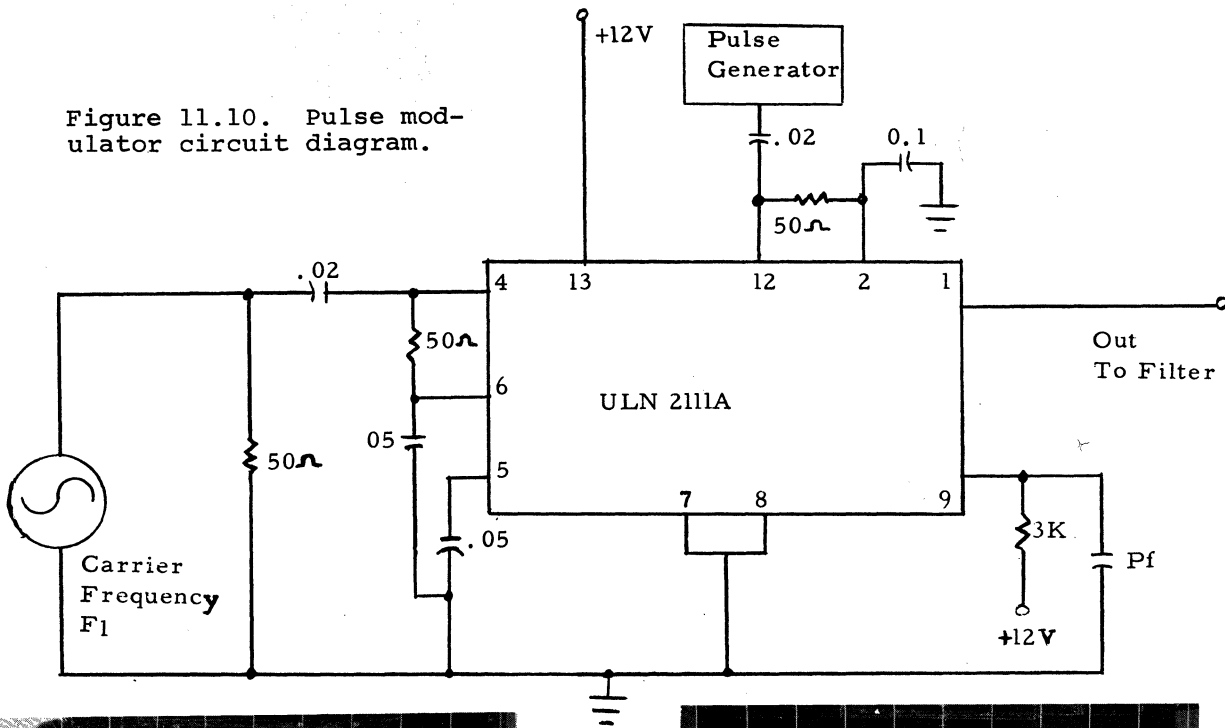 Figure 11.10. Pulse mod-
ulator circuit diagram.
+12V
Pulse
Generator
.02
0.1
50Ω
.02
4
13
12
2
1
50Ω
6
Out
To Filter
ULN 2111A
05
50Ω
5
7
8
9
.05
3K
Pf
Carrier
Frequency
F1
+12V